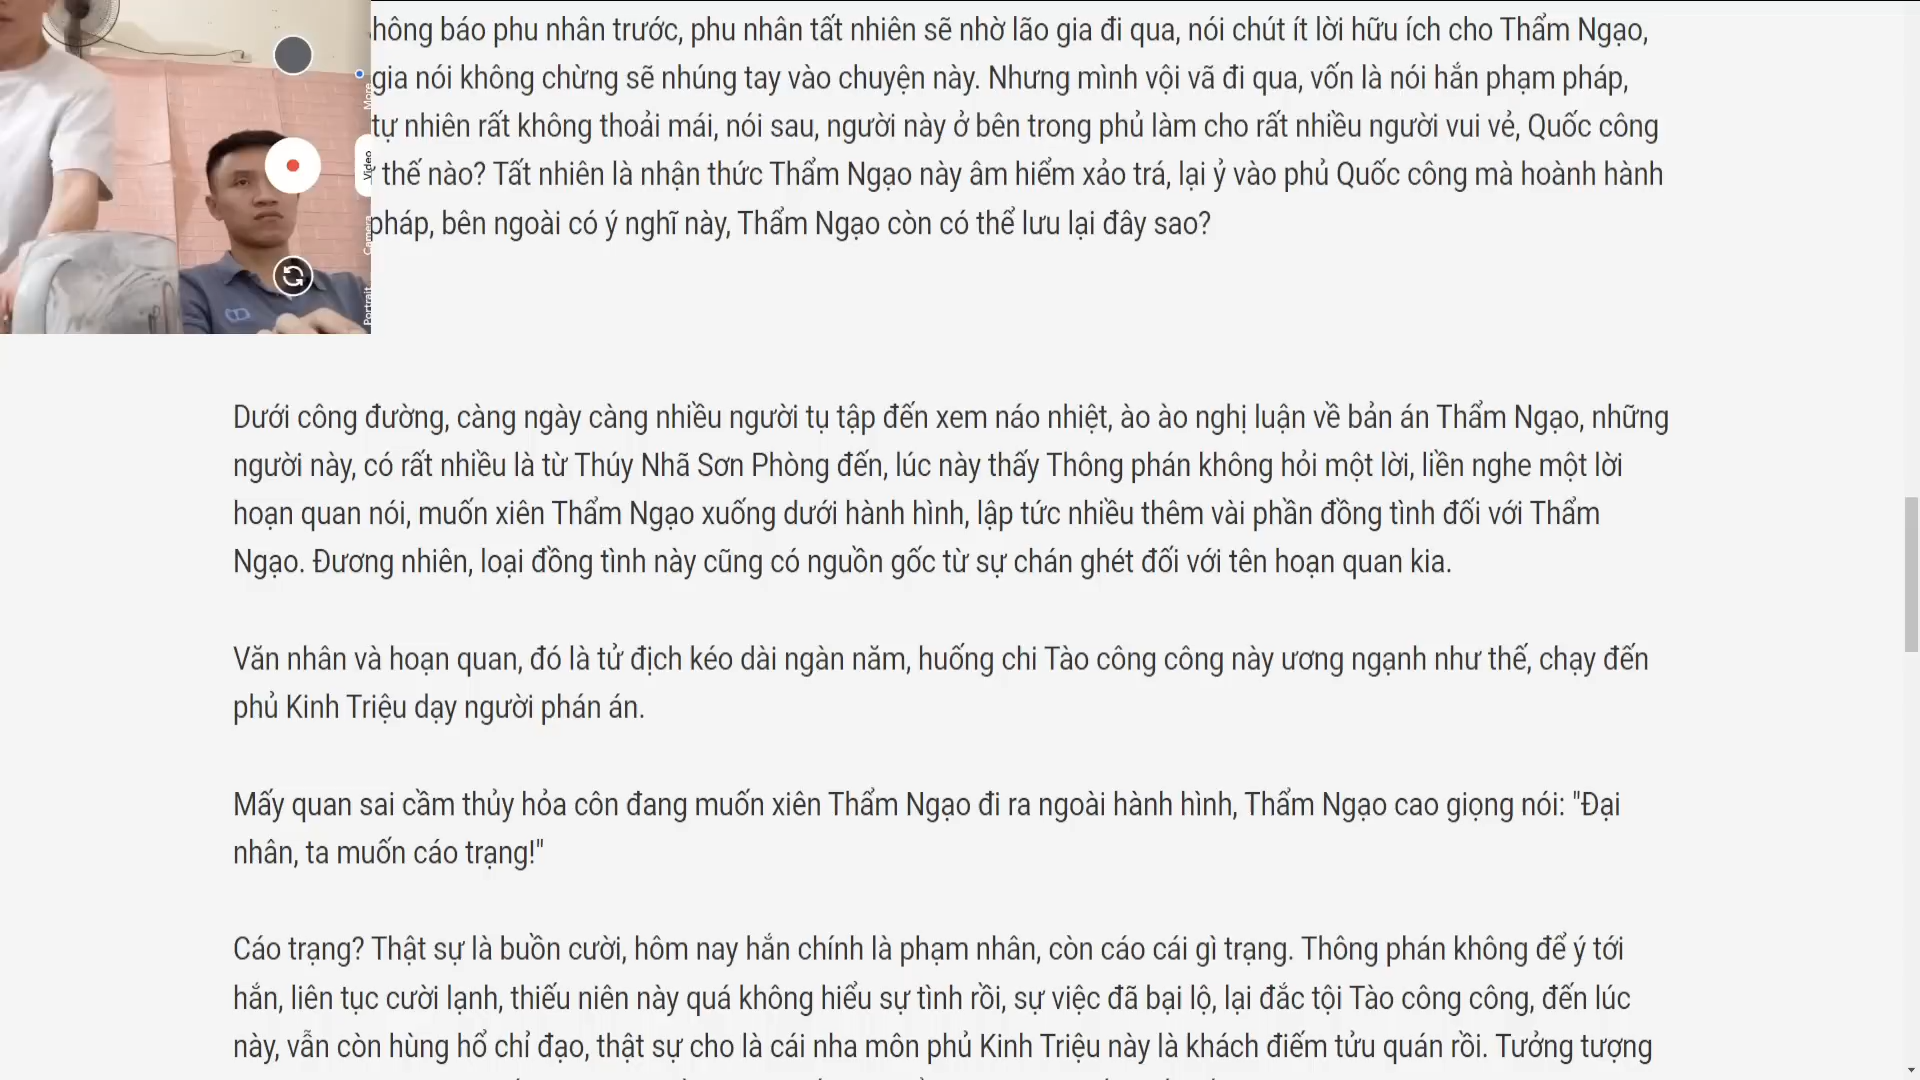 hông báo phu nhân trước, phu nhân tất nhiên sẽ nhờ lão gia đi qua, nói chút ít lời hữu ích cho Thẩm Ngạo,
gia nói không chừng sẽ nhúng tay vào chuyện này. Nhưng mình vội vã đi qua, vốn là nói hắn phạm pháp,
tự nhiên rất không thoải mái, nói sau, người này ở bên trong phủ làm cho rất nhiều người vui vẻ, Quốc công
thế nào? Tất nhiên là nhận thức Thẩm Ngạo này âm hiểm xảo trá, lại ỷ vào phủ Quốc công mà hoành hành
pháp, bên ngoài có ý nghĩ này, Thẩm Ngạo còn có thể lưu lại đây sao?
More
Video
Camera
Portrait
Dưới công đường, càng ngày càng nhiều người tụ tập đến xem náo nhiệt, ào ào nghị luận về bản án Thẩm Ngạo, những
người này, có rất nhiều là từ Thúy Nhã Sơn Phòng đến, lúc này thấy Thông phán không hỏi một lời, liền nghe một lời
hoạn quan nói, muốn xiên Thẩm Ngạo xuống dưới hành hình, lập tức nhiều thêm vài phần đồng tình đối với Thẩm
Ngạo. Đương nhiên, loại đồng tình này cũng có nguồn gốc từ sự chán ghét đối với tên hoạn quan kia.
Văn nhân và hoạn quan, đó là tử địch kéo dài ngàn năm, huống chi Tào công công này ương ngạnh như thế, chạy đến
phủ Kinh Triệu dạy người phán án.
Mấy quan sai cầm thủy hỏa côn đang muốn xiên Thẩm Ngạo đi ra ngoài hành hình, Thẩm Ngạo cao giọng nói: "Đại
nhân, ta muốn cáo trạng!"
Cáo trạng? Thật sự là buồn cười, hôm nay hắn chính là phạm nhân, còn cáo cái gì trạng. Thông phán không để ý tới
hắn, liên tục cười lạnh, thiếu niên này quá không hiểu sự tình rồi, sự việc đã bại lộ, lại đắc tội Tào công công, đến lúc
này, vẫn còn hùng hổ chỉ đạo, thật sự cho là cái nha môn phủ Kinh Triệu này là khách điếm tửu quán rồi. Tưởng tượng